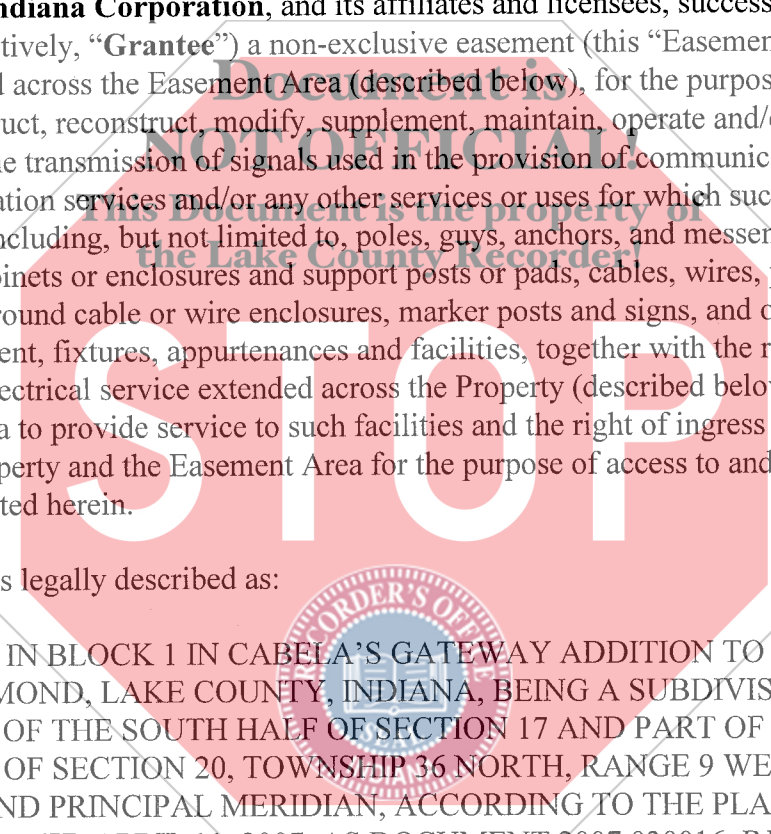 ndiana Corporation, and its affiliates and licensees, success
tively, “Grantee”) a non-exclusive easement (this “Easemen
d across the Easement Area (described below), for the purpos
uct, reconstruct, modify, supplement, maintain, operate and/o
e transmission of signals used in the provision of communic
ation services and/or any other services or uses for which suc
ncluding, but not limited to, poles, guys, anchors, and messen
binets or enclosures and support posts or pads, cables, wires,
round cable or wire enclosures, marker posts and signs, and o
ent, fixtures, appurtenances and facilities, together with the r
ectrical service extended across the Property (described belo
a to provide service to such facilities and the right of ingress
perty and the Easement Area for the purpose of access to and
ted herein.
s legally described as:
IN BLOCK 1 IN CABELA’S GATEWAY ADDITION TO
MOND, LAKE COUNTY, INDIANA, BEING A SUBDIVIS
OF THE SOUTH HALF OF SECTION 17 AND PART OF
OF SECTION 20, TOWNSHIP 36 NORTH, RANGE 9 WE
ND PRINCIPAL MERIDIAN, ACCORDING TO THE PLA
Document is
NOT OFFICIAL!
This Document is the property of
the Lake County Recorder!
STOP
RECORDER'S OFFICE
SEAL
INDIANA